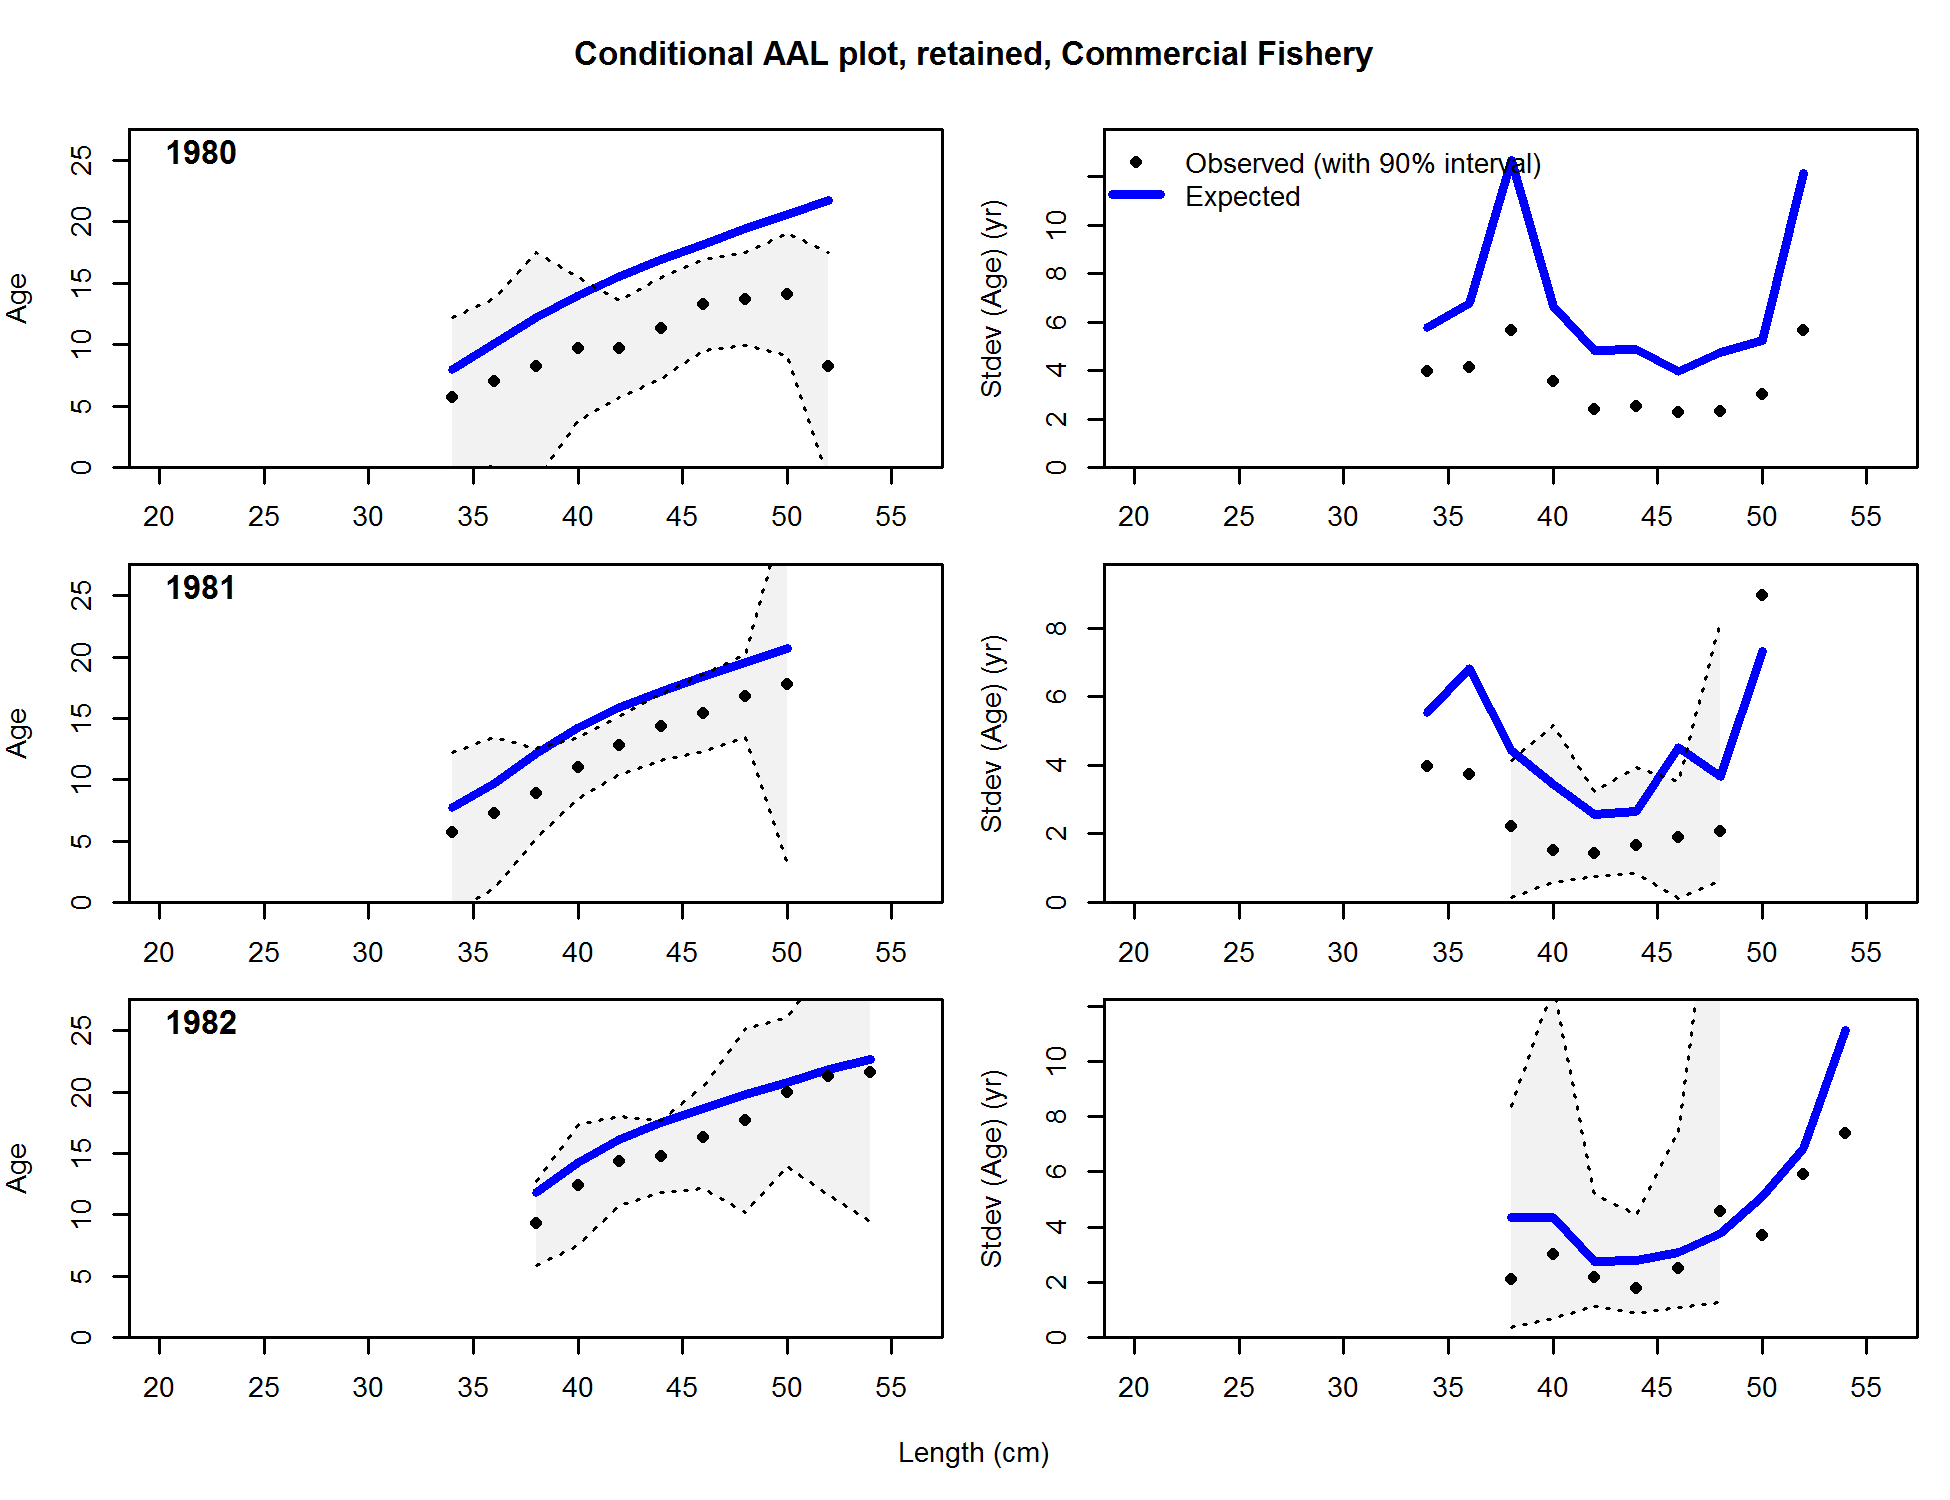 Conditional AAL plot, retained, Commercial Fishery
1980
Age
0 5 10 15 20 25
20 25 30 35 40 45 50 55
Observed (with 90% interval)
Expected
Stdev (Age) (yr)
0 2 4 6 8 10
20 25 30 35 40 45 50 55
1981
Age
0 5 10 15 20 25
20 25 30 35 40 45 50 55
Stdev (Age) (yr)
0 2 4 6 8
20 25 30 35 40 45 50 55
1982
Age
0 5 10 15 20 25
20 25 30 35 40 45 50 55
Stdev (Age) (yr)
0 2 4 6 8 10
20 25 30 35 40 45 50 55
Length (cm)